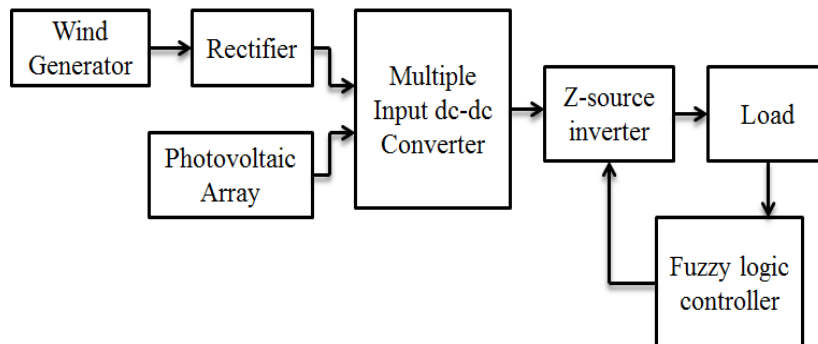 Wind
Generator
Rectifier
Multiple
Input dc-dc
Converter
Photovoltaic
Array
Z-source
inverter
Load
Fuzzy logic
controller